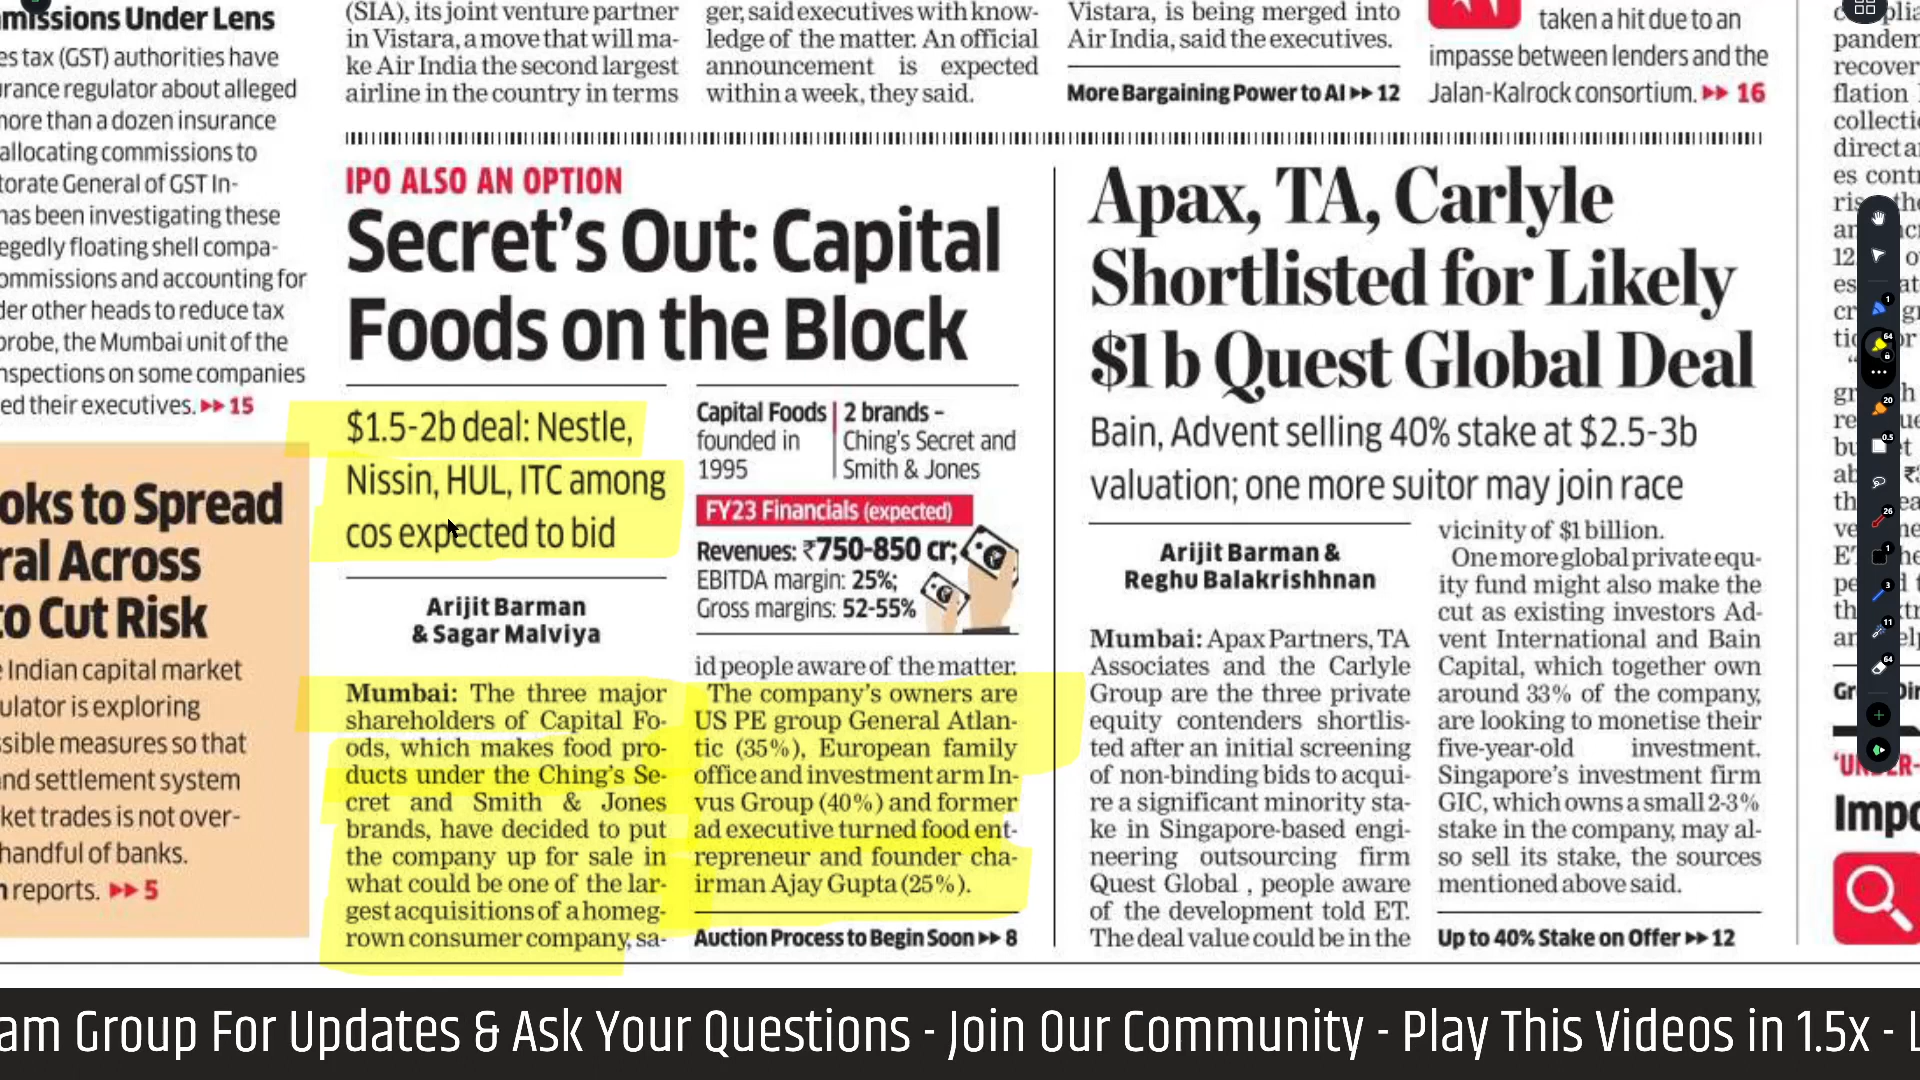 missions Under Lens
es tax (GST) authorities have
urance regulator about alleged
more than a dozen insurance
allocating commissions to
torate General of GST In-
has been investigating these
egedly floating shell compa-
ommissions and accounting for
der other heads to reduce tax
probe, the Mumbai unit of the
nspections on some companies
ed their executives. 15
oks to Spread
ral Across
to Cut Risk
e Indian capital market
ulator is exploring
ssible measures so that
and settlement system
ket trades is not over-
handful of banks.
n reports. 5
(SIA), its joint venture partner
in Vistara, a move that will ma-
ke Air India the second largest
airline in the country in terms
ger, said executives with know-
ledge of the matter. An official
announcement is expected
within a week, they said.
Vistara, is being merged into
Air India, said the executives.
More Bargaining Power to AI 12
taken a hit due to an
impasse between lenders and the
Jalan-Kalrock consortium. 16
IPO ALSO AN OPTION
Secret's Out: Capital
Foods on the Block
$1.5-2b deal: Nestle,
Nissin, HUL, ITC among
cos expected to bid
Arijit Barman
& Sagar Malviya
Mumbai: The three major
shareholders of Capital Fo-
ods, which makes food pro-
ducts under the Ching's Se-
cret and Smith & Jones
brands, have decided to put
the company up for sale in
what could be one of the lar-
gest acquisitions of a homeg-
rown consumer company, sa-
Capital Foods
founded in
1995
2 brands –
Ching's Secret and
Smith & Jones
FY23 Financials (expected)
Revenues: ₹750-850 cr;
EBITDA margin: 25%;
Gross margins: 52-55%
id people aware of the matter.
The company's owners are
US PE group General Atlan-
tic (35%), European family
office and investment arm In-
vus Group (40%) and former
ad executive turned food ent-
repreneur and founder cha-
irman Ajay Gupta (25%).
Auction Process to Begin Soon 8
Apax, TA, Carlyle
Shortlisted for Likely
$1 b Quest Global Deal
Bain, Advent selling 40% stake at $2.5-3b
valuation; one more suitor may join race
Arijit Barman &
Reghu Balakrishhnan
Mumbai: Apax Partners, TA
Associates and the Carlyle
Group are the three private
equity contenders shortlis-
ted after an initial screening
of non-binding bids to acqui-
re a significant minority sta-
ke in Singapore-based engi-
neering outsourcing firm
Quest Global , people aware
of the development told ET.
The deal value could be in the
vicinity of $1 billion.
One more global private equ-
ity fund might also make the
cut as existing investors Ad-
vent International and Bain
Capital, which together own
around 33% of the company,
are looking to monetise their
five-year-old investment.
Singapore's investment firm
GIC, which owns a small 2-3%
stake in the company, may al-
so sell its stake, the sources
mentioned above said.
Up to 40% Stake on Offer 12
pandem
recover
flation
collecti
direct a
es cont
Impo
am Group For Updates & Ask Your Questions - Join Our Community - Play This Videos in 1.5x - L